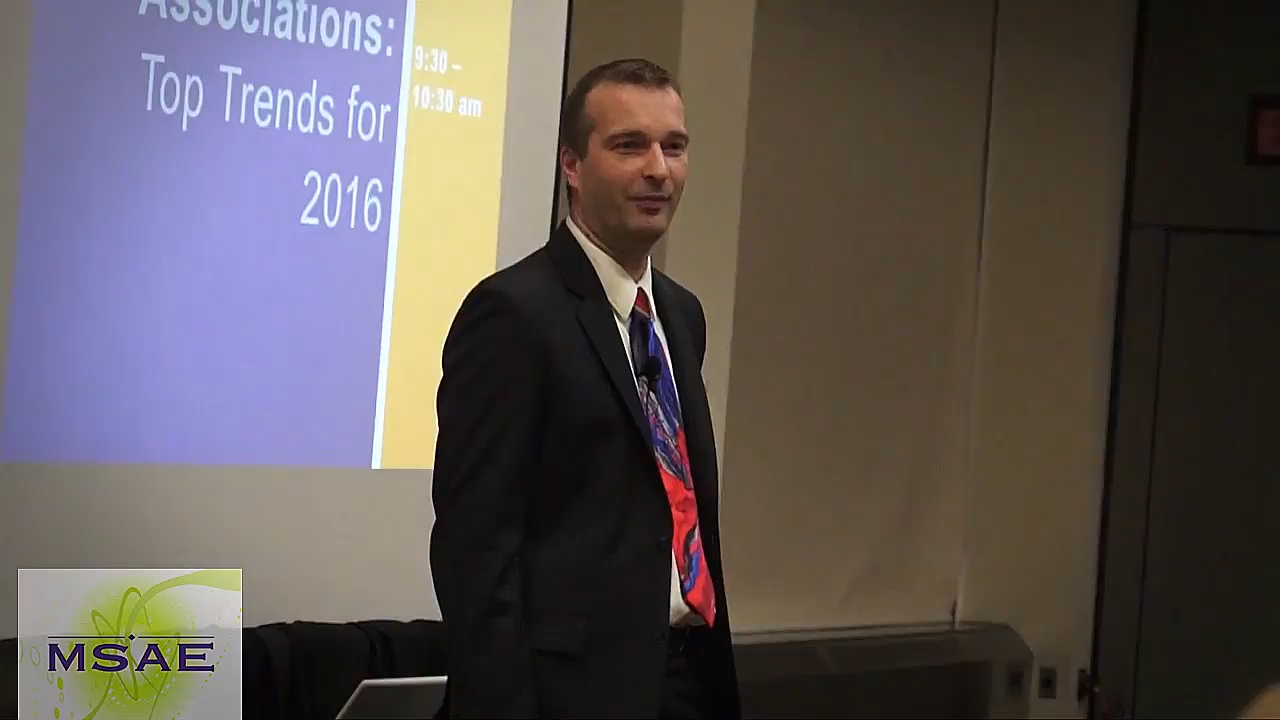 Associations:
Top Trends for
2016
9:30 –
10:30 am
MSAE